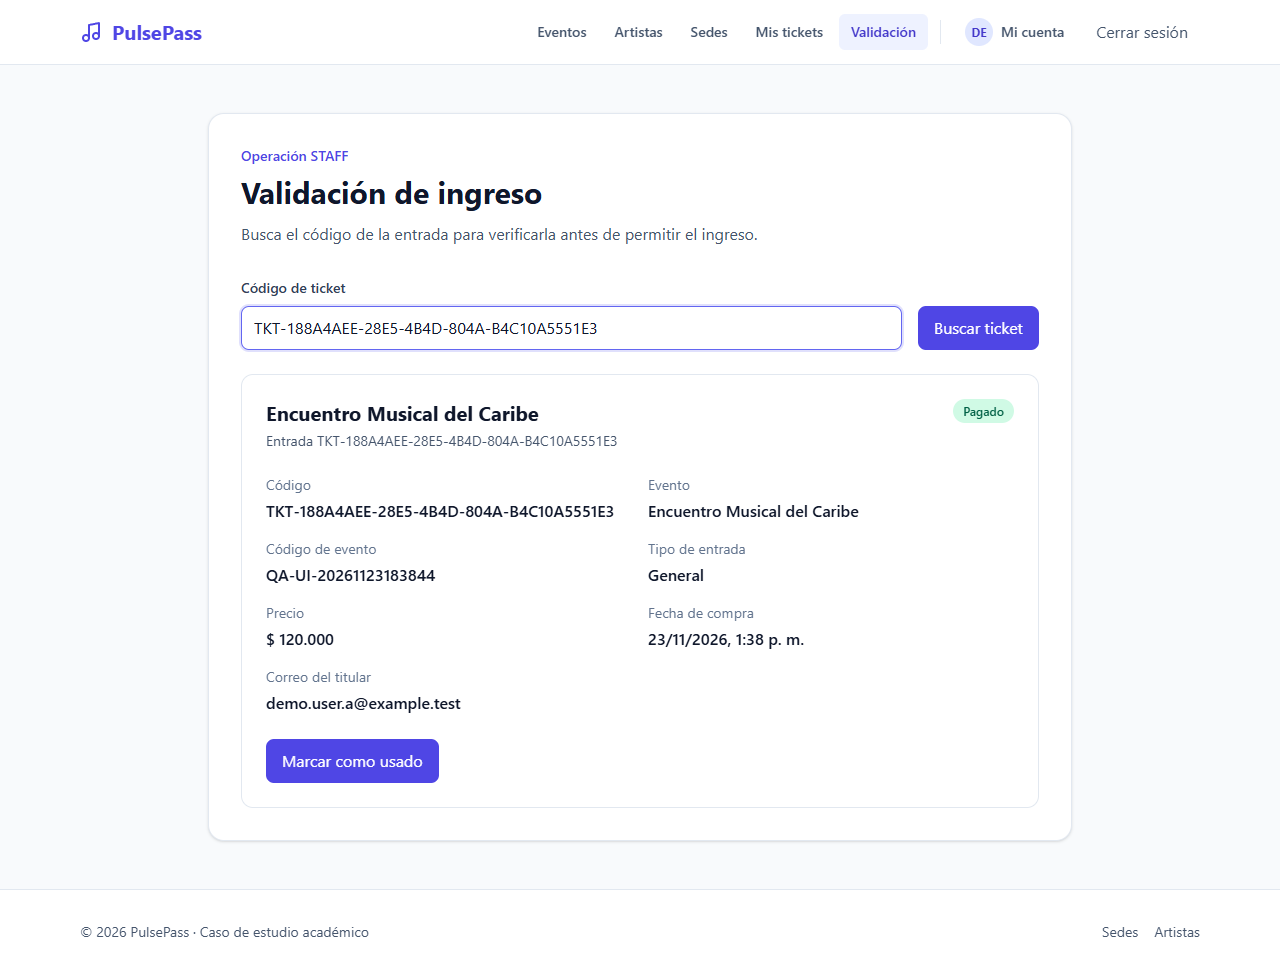 PulsePass
Eventos Artistas Sedes Mis tickets Validación DE Mi cuenta Cerrar sesión
Operación STAFF
Validación de ingreso
Busca el código de la entrada para verificarla antes de permitir el ingreso.
Código de ticket
TKT-188A4AEE-28E5-4B4D-804A-B4C10A5551E3
Buscar ticket
Encuentro Musical del Caribe
Pagado
Entrada TKT-188A4AEE-28E5-4B4D-804A-B4C10A5551E3
Código
TKT-188A4AEE-28E5-4B4D-804A-B4C10A5551E3
Evento
Encuentro Musical del Caribe
Código de evento
QA-UI-20261123183844
Tipo de entrada
General
Precio
$ 120.000
Fecha de compra
23/11/2026, 1:38 p. m.
Correo del titular
demo.user.a@example.test
Marcar como usado
© 2026 PulsePass · Caso de estudio académico
Sedes Artistas